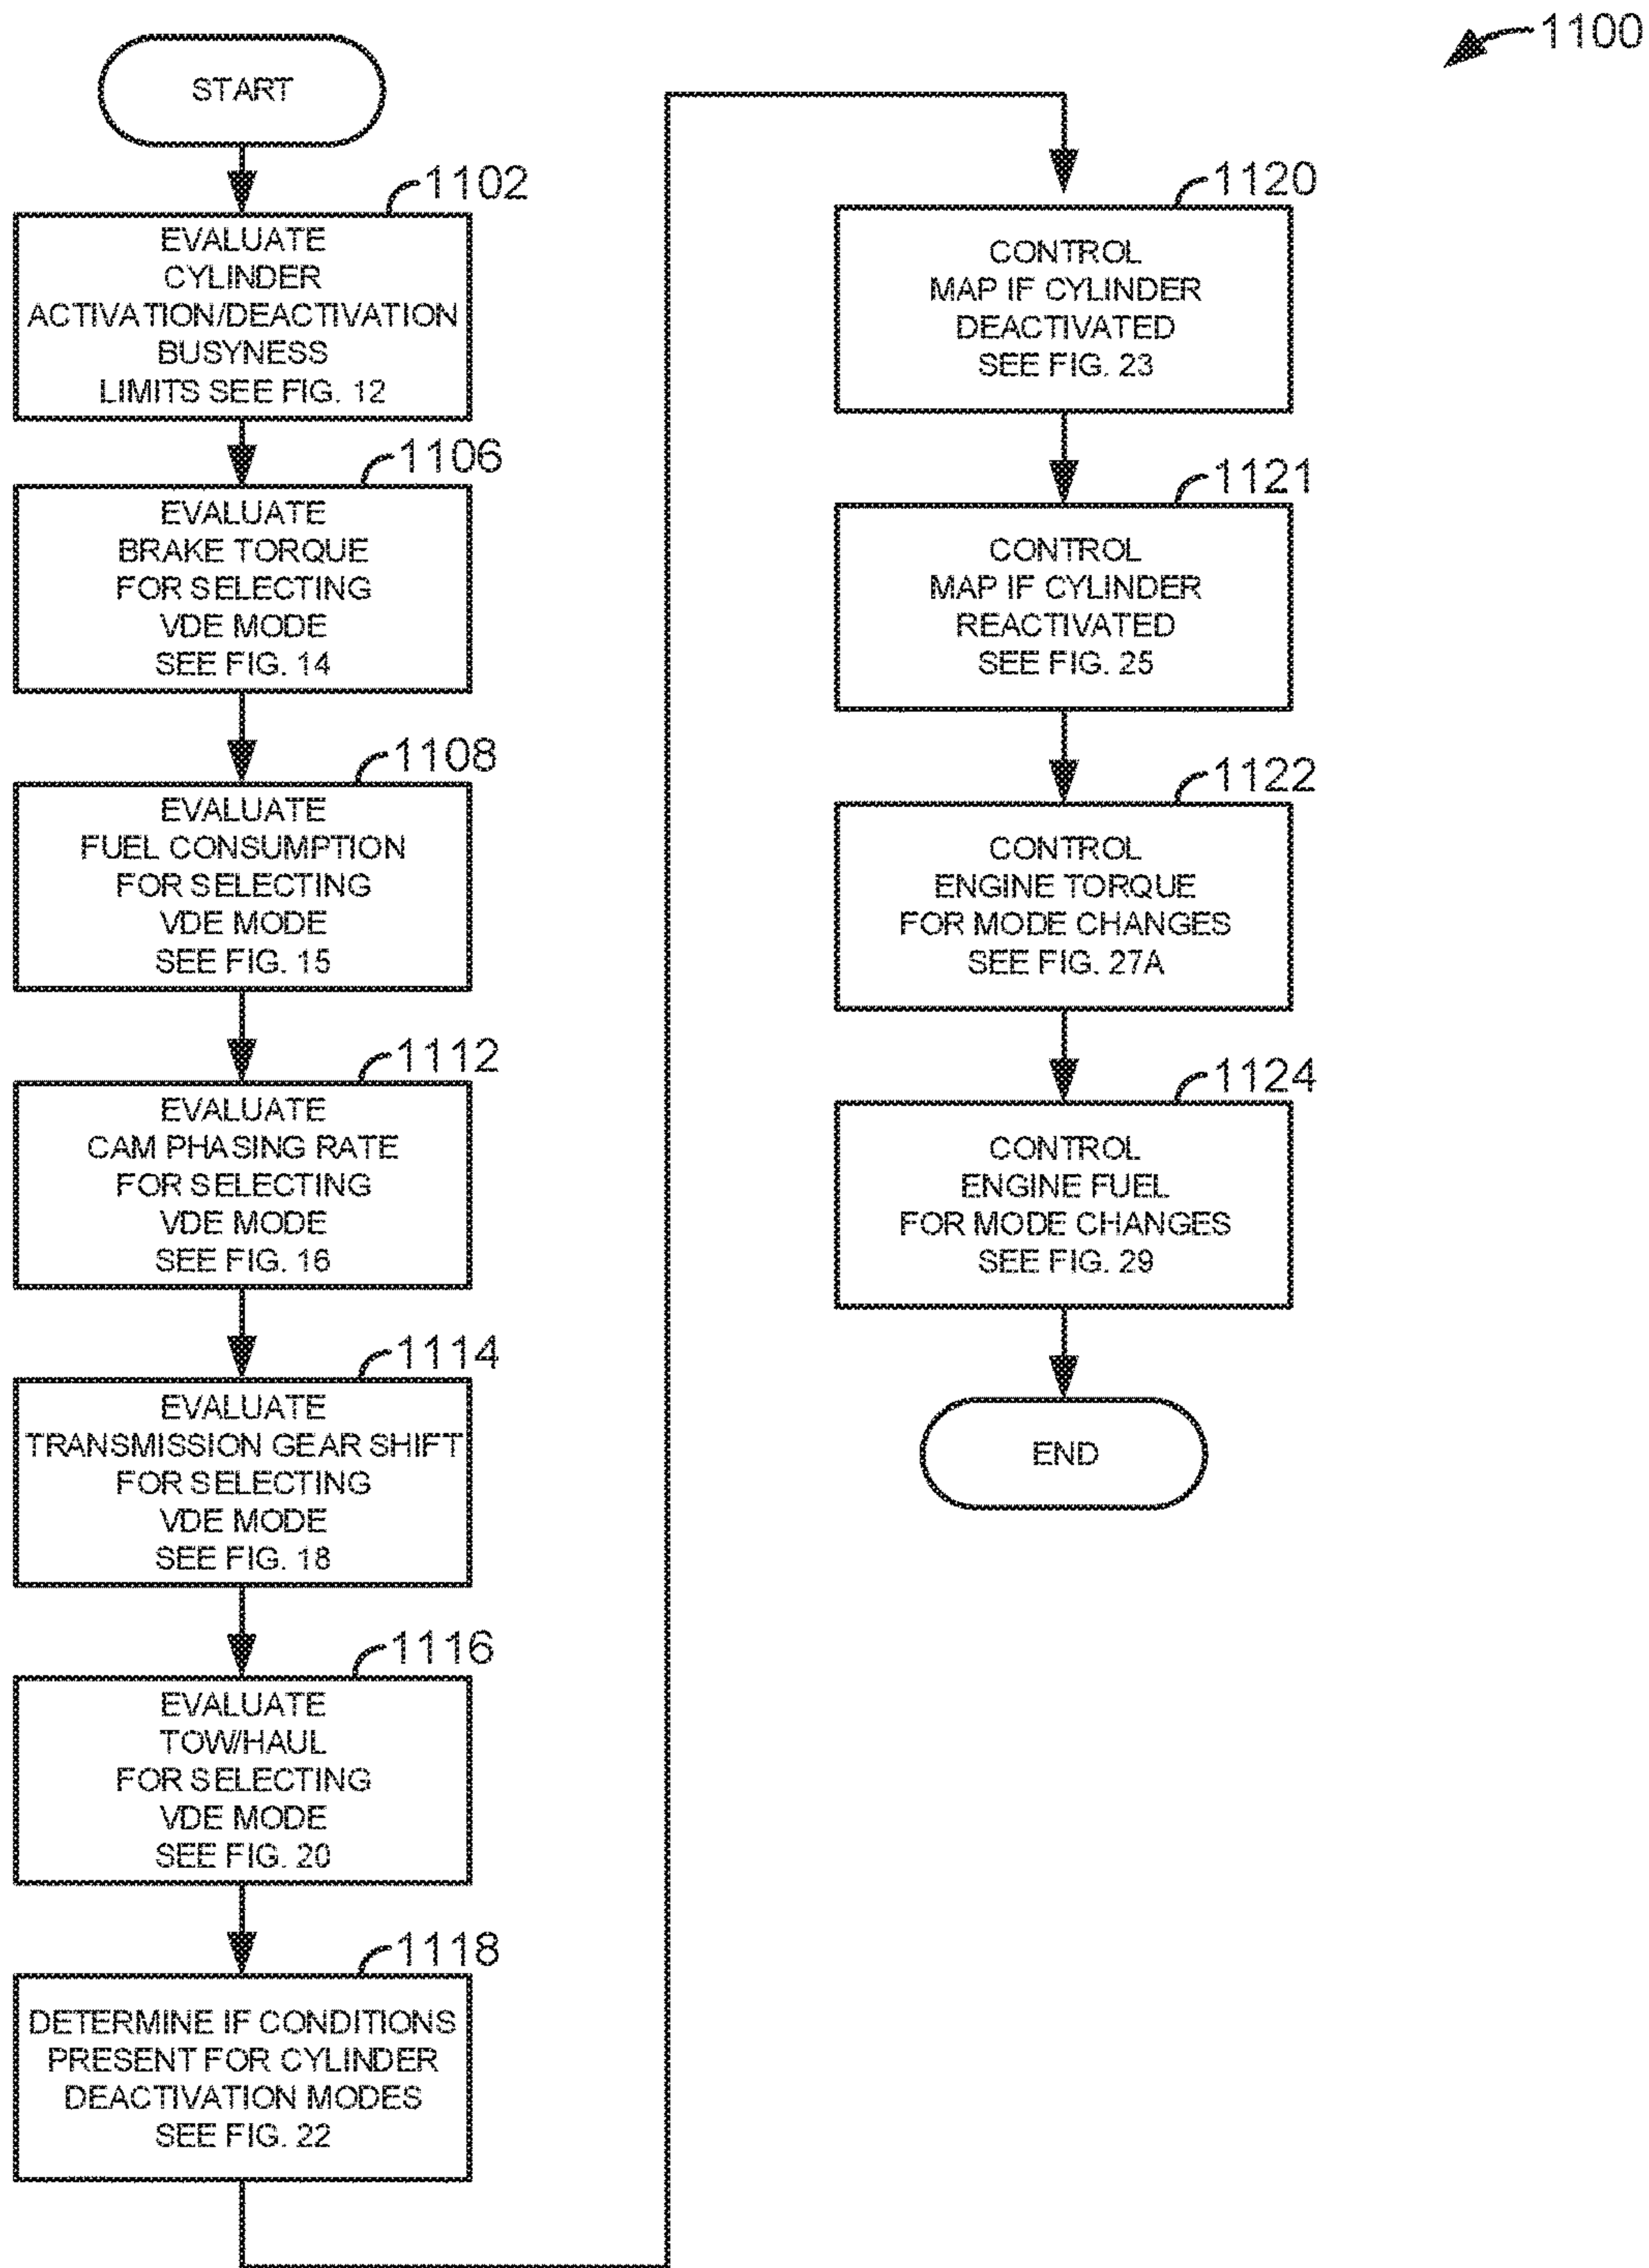 1100
START
1102
EVALUATE
CYLINDER
ACTIVATION/DEACTIVATION
BUSYNESS
LIMITS SEE FIG. 12
1106
EVALUATE
BRAKE TORQUE
FOR SELECTING
VDE MODE
SEE FIG. 14
1108
EVALUATE
FUEL CONSUMPTION
FOR SELECTING
VDE MODE
SEE FIG. 15
1112
EVALUATE
CAM PHASING RATE
FOR SELECTING
VDE MODE
SEE FIG. 16
1114
EVALUATE
TRANSMISSION GEAR SHIFT
FOR SELECTING
VDE MODE
SEE FIG. 18
1116
EVALUATE
TOW/HAUL
FOR SELECTING
VDE MODE
SEE FIG. 20
1118
DETERMINE IF CONDITIONS
PRESENT FOR CYLINDER
DEACTIVATION MODES
SEE FIG. 22
1120
CONTROL
MAP IF CYLINDER
DEACTIVATED
SEE FIG. 23
1121
CONTROL
MAP IF CYLINDER
REACTIVATED
SEE FIG. 25
1122
CONTROL
ENGINE TORQUE
FOR MODE CHANGES
SEE FIG. 27A
1124
CONTROL
ENGINE FUEL
FOR MODE CHANGES
SEE FIG. 29
END